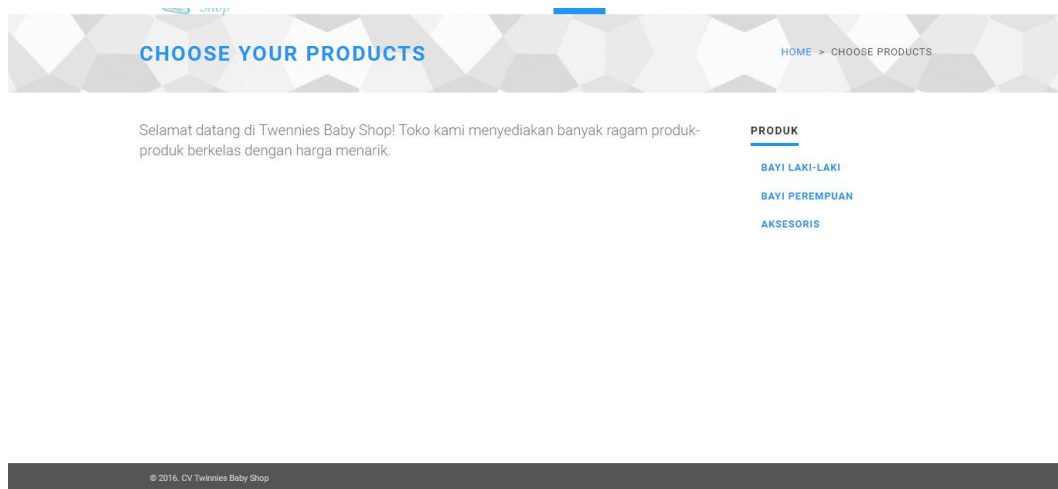 Shop
CHOOSE YOUR PRODUCTS
HOME > CHOOSE PRODUCTS
Selamat datang di Twennies Baby Shop! Toko kami menyediakan banyak ragam produk-
produk berkelas dengan harga menarik.
PRODUK
BAYI LAKI-LAKI
BAYI PEREMPUAN
AKSESORIS
© 2016. CV Twinnies Baby Shop